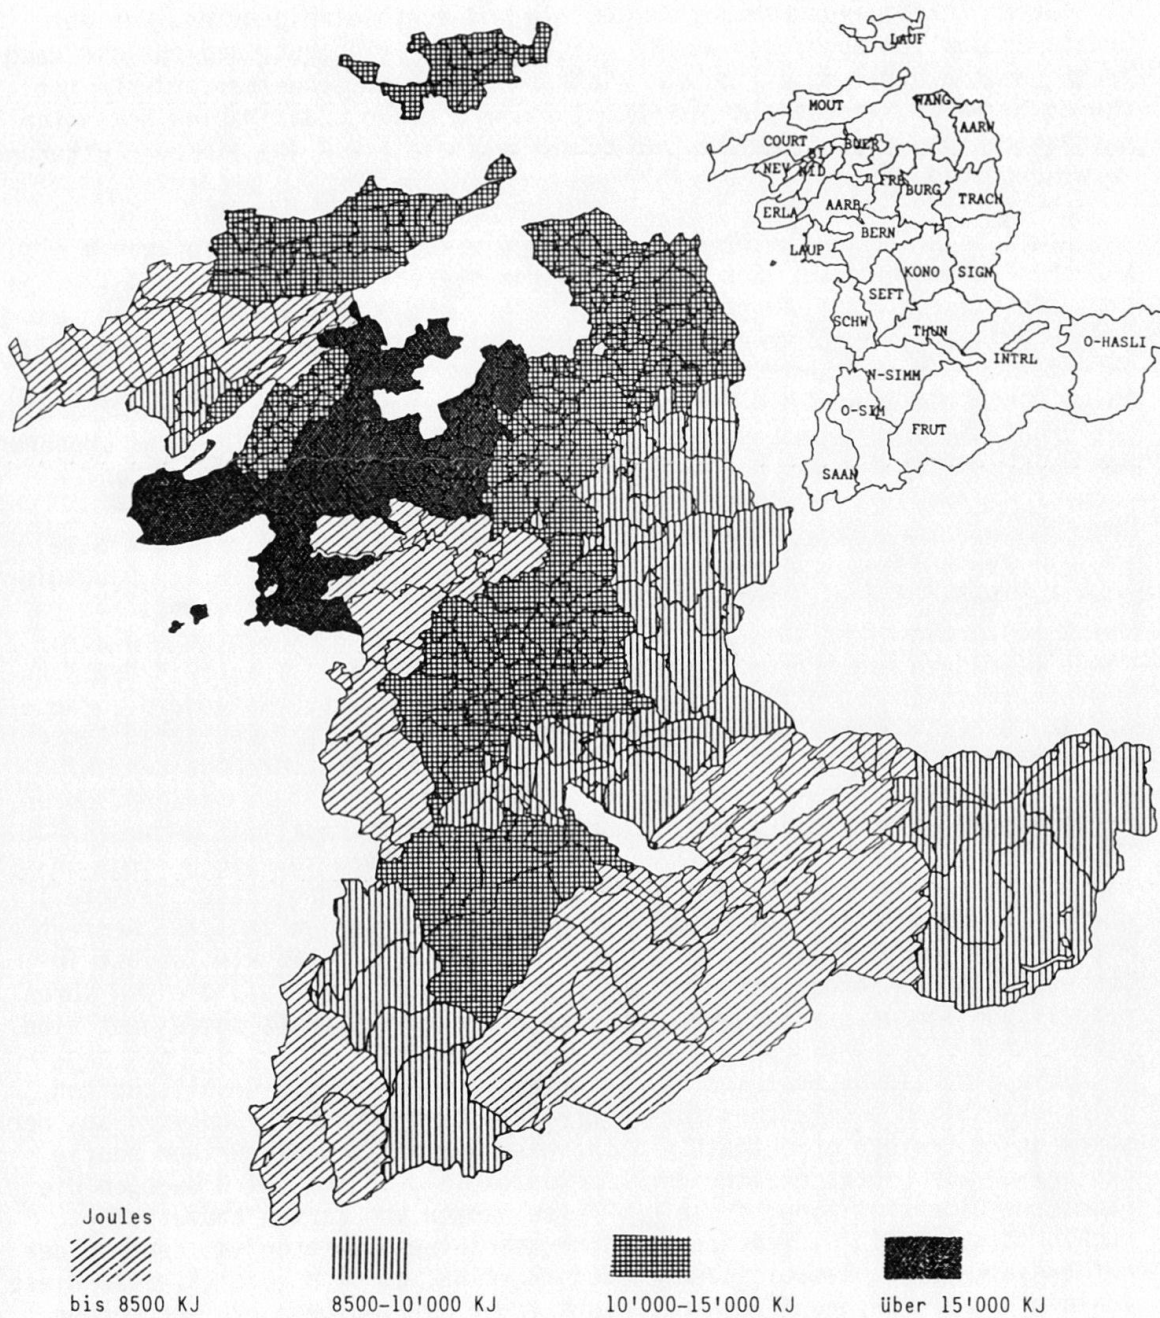 LAUF
MOUT
WANG
AARW
COURT
BUER
BI
NEV NID
FRB
BURG
TRACH
ERLA
AARB
BERN
LAUP
KONO
SIGN
SEFT
SCHW
THUN
INTRL
O-HASLI
N-SIMM
O-SIM
FRUT
SAAN
Joules
bis 8500 KJ
8500-10'000 KJ
10'000-15'000 KJ
über 15'000 KJ